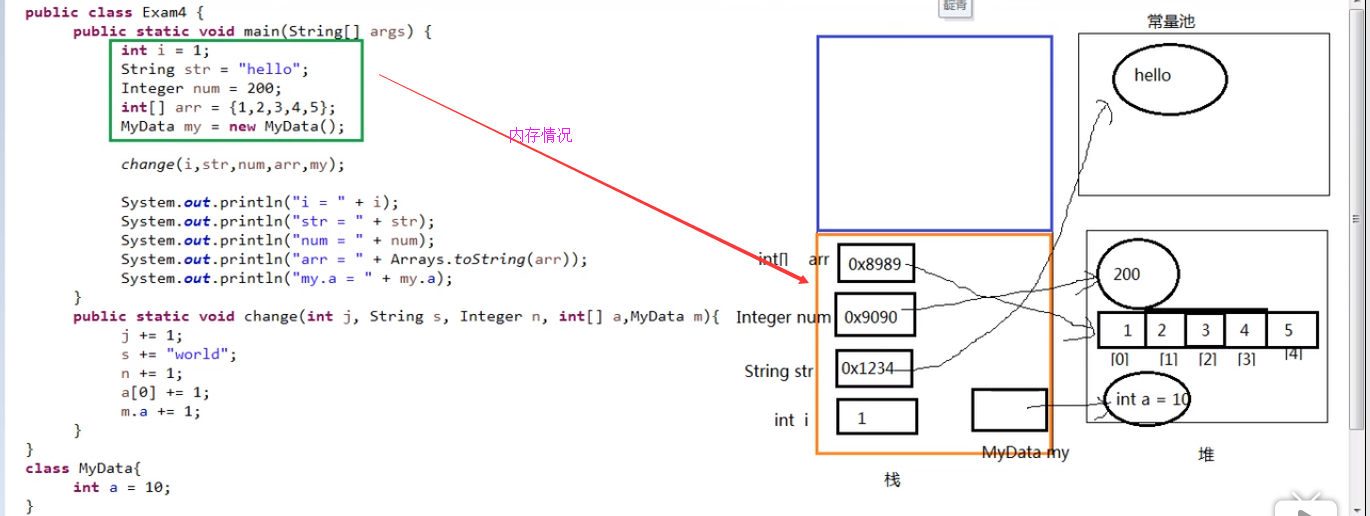 public class Exam4 {
public static void main(String[] args) {
int i = 1;
String str = "hello";
Integer num = 200;
int[] arr = {1,2,3,4,5};
MyData my = new MyData();
change(i,str,num,arr,my);
System.out.println("i = " + i);
System.out.println("str = " + str);
System.out.println("num = " + num);
System.out.println("arr = " + Arrays.toString(arr));
System.out.println("my.a = " + my.a);
}
public static void change(int j, String s, Integer n, int[] a,MyData m){
j += 1;
s += "world";
n += 1;
a[0] += 1;
m.a += 1;
}
}
class MyData{
int a = 10;
}
内存情况
常量池
hello
int[] arr 0x8989
Integer num 0x9090
String str 0x1234
int i 1
MyData my
栈
200
1 2 3 4 5
[0] [1] [2] [3] [4]
int a = 10
堆